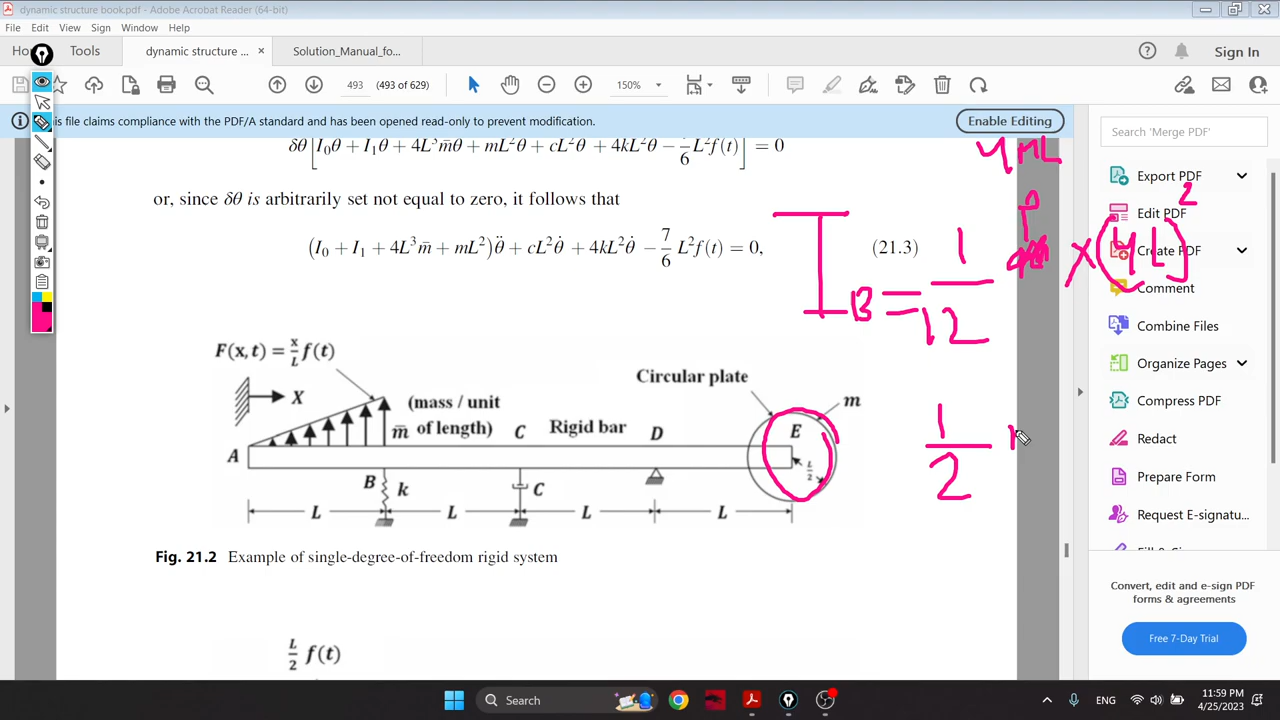 dynamic structure book.pdf - Adobe Acrobat Reader (64-bit)
File Edit View Sign Window Help
Tools dynamic structure ... × Solution_Manual_fo... Sign In
493 (493 of 629) 150%
is file claims compliance with the PDF/A standard and has been opened read-only to prevent modification. Enable Editing
δθ[I₀θ̈ + I₁θ̈ + 4L³m̄θ̈ + mL²θ̈ + cL²θ̇ + 4kL²θ − 7/6 L²f(t)] = 0
or, since δθ is arbitrarily set not equal to zero, it follows that
(I₀ + I₁ + 4L³m̄ + mL²)θ̈ + cL²θ̇ + 4kL²θ̇ − 7/6 L²f(t) = 0, (21.3)
4ML
I_B = 1/12 × (4L)²
1/2
F(x,t) = x/L f(t)
X
(mass / unit
m̄ of length)
Circular plate
m
A B k C C Rigid bar D E L/2
L L L L
Fig. 21.2 Example of single-degree-of-freedom rigid system
L/2 f(t)
Search 'Merge PDF'
Export PDF
Edit PDF
Create PDF
Comment
Combine Files
Organize Pages
Compress PDF
Redact
Prepare Form
Request E-signatu...
Convert, edit and e-sign PDF
forms & agreements
Free 7-Day Trial
Search
ENG
11:59 PM
4/25/2023